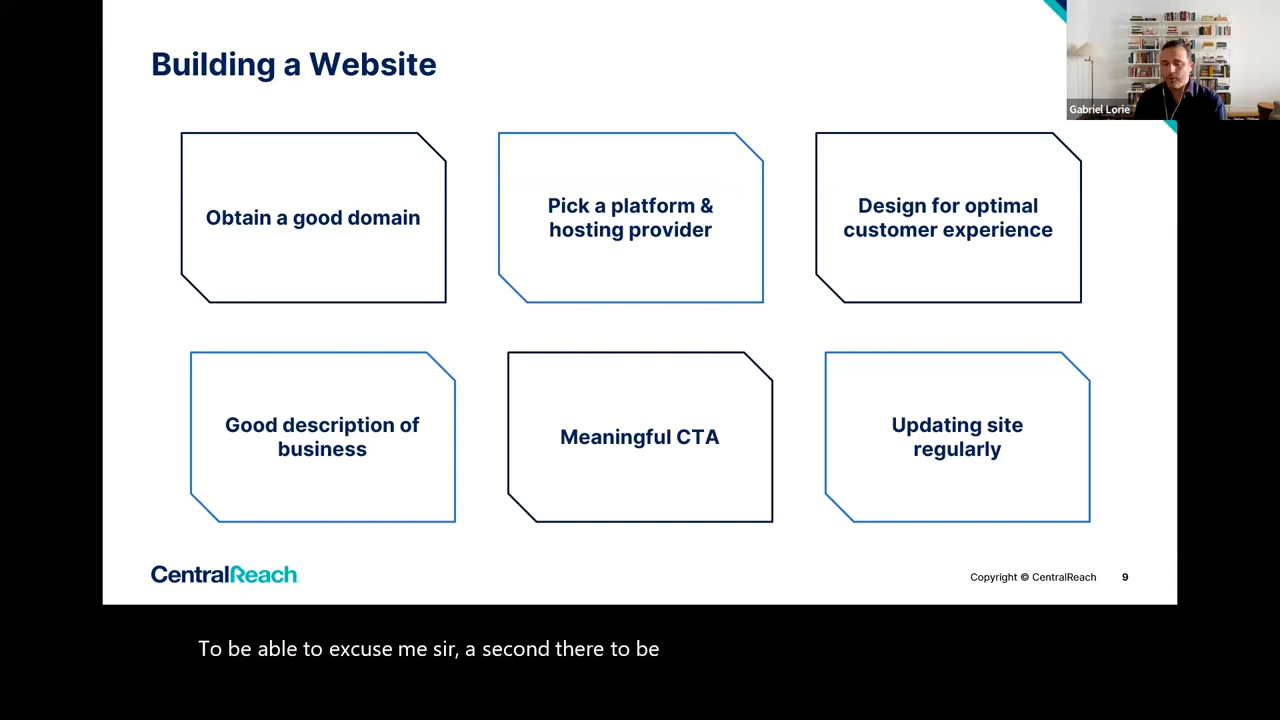 Building a Website
Gabriel Lorie
Obtain a good domain
Pick a platform &
hosting provider
Design for optimal
customer experience
Good description of
business
Meaningful CTA
Updating site
regularly
CentralReach
Copyright © CentralReach 9
To be able to excuse me sir, a second there to be